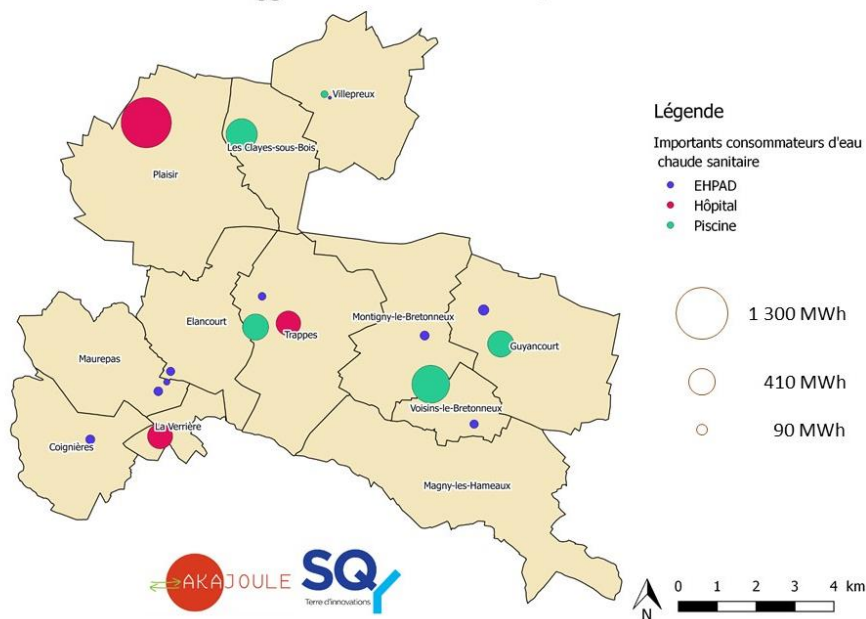 Villepreux
Les Clayes-sous-Bois
Plaisir
Légende
Importants consommateurs d'eau
chaude sanitaire
EHPAD
Hôpital
Piscine
Elancourt
Trappes
Montigny-le-Bretonneux
Guyancourt
Maurepas
Voisins-le-Bretonneux
La Verrière
Coignières
Magny-les-Hameaux
1 300 MWh
410 MWh
90 MWh
AKAJOULE
SQY
Terre d'innovations
N
0 1 2 3 4 km